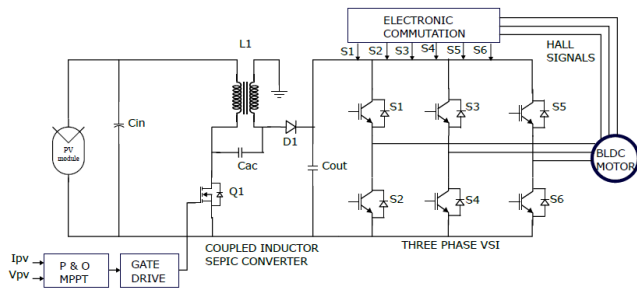 ELECTRONIC
COMMUTATION
S1 S2 S3 S4 S5 S6
HALL
SIGNALS
L1
S1
S3
S5
Cin
PV
module
D1
Cac
Cout
BLDC
MOTOR
Q1
S2
S4
S6
COUPLED INDUCTOR
SEPIC CONVERTER
THREE PHASE VSI
Ipv
Vpv
P & O
MPPT
GATE
DRIVE